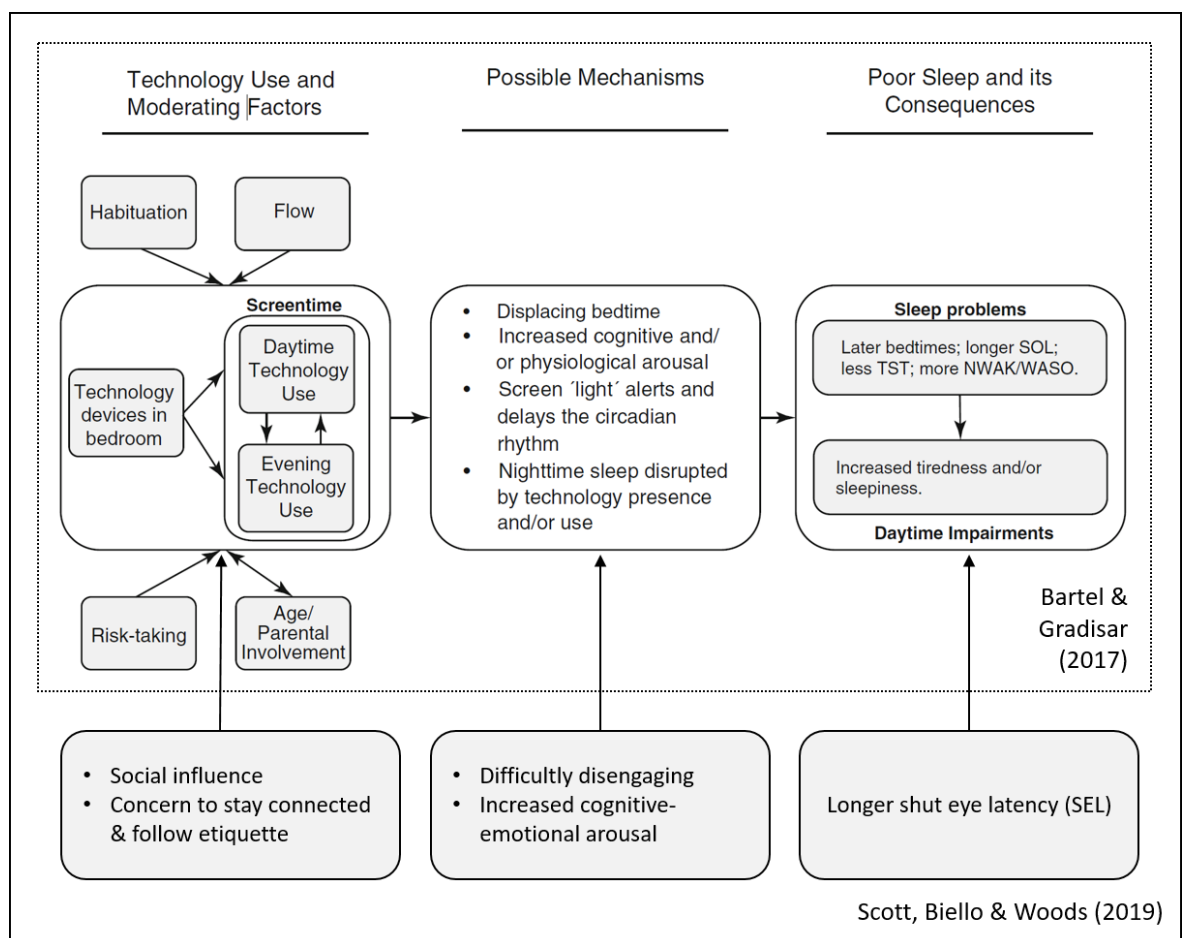 Technology Use and
Moderating Factors
Possible Mechanisms
Poor Sleep and its
Consequences
Habituation
Flow
Screentime
Daytime
Technology
Use
Technology
devices in
bedroom
Evening
Technology
Use
• Displacing bedtime
• Increased cognitive and/
or physiological arousal
• Screen ´light´ alerts and
delays the circadian
rhythm
• Nighttime sleep disrupted
by technology presence
and/or use
Sleep problems
Later bedtimes; longer SOL;
less TST; more NWAK/WASO.
Increased tiredness and/or
sleepiness.
Daytime Impairments
Risk-taking
Age/
Parental
Involvement
Bartel &
Gradisar
(2017)
• Social influence
• Concern to stay connected
& follow etiquette
• Difficultly disengaging
• Increased cognitive-
emotional arousal
Longer shut eye latency (SEL)
Scott, Biello & Woods (2019)